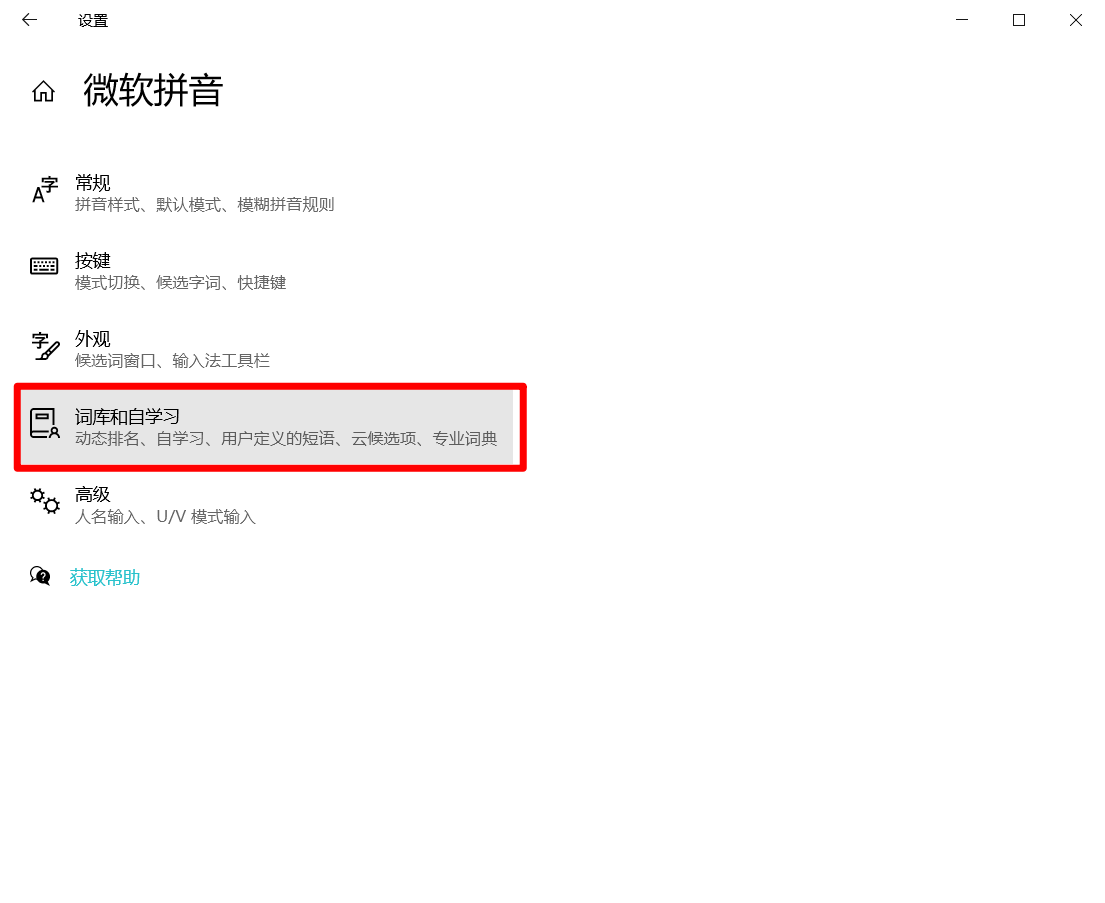 设置
微软拼音
常规
拼音样式、默认模式、模糊拼音规则
按键
模式切换、候选字词、快捷键
外观
候选词窗口、输入法工具栏
词库和自学习
动态排名、自学习、用户定义的短语、云候选项、专业词典
高级
人名输入、U/V 模式输入
获取帮助